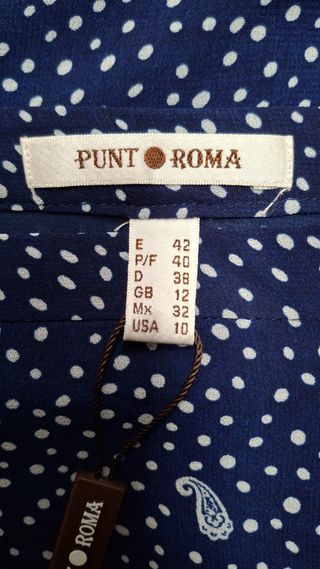 PUNT ROMA
E 42
P/F 40
D 38
GB 12
Mx 32
USA 10
ROMA